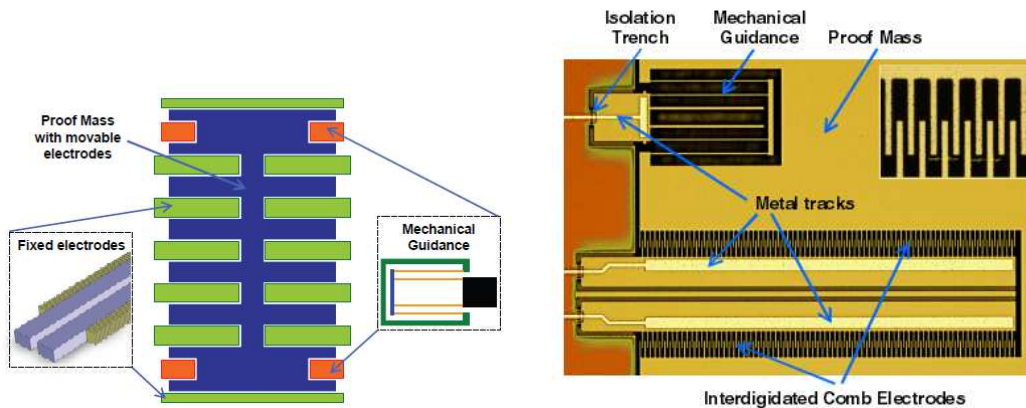 Proof Mass
with movable
electrodes
Fixed electrodes
Mechanical
Guidance
Isolation
Trench
Mechanical
Guidance
Proof Mass
Metal tracks
Interdigidated Comb Electrodes